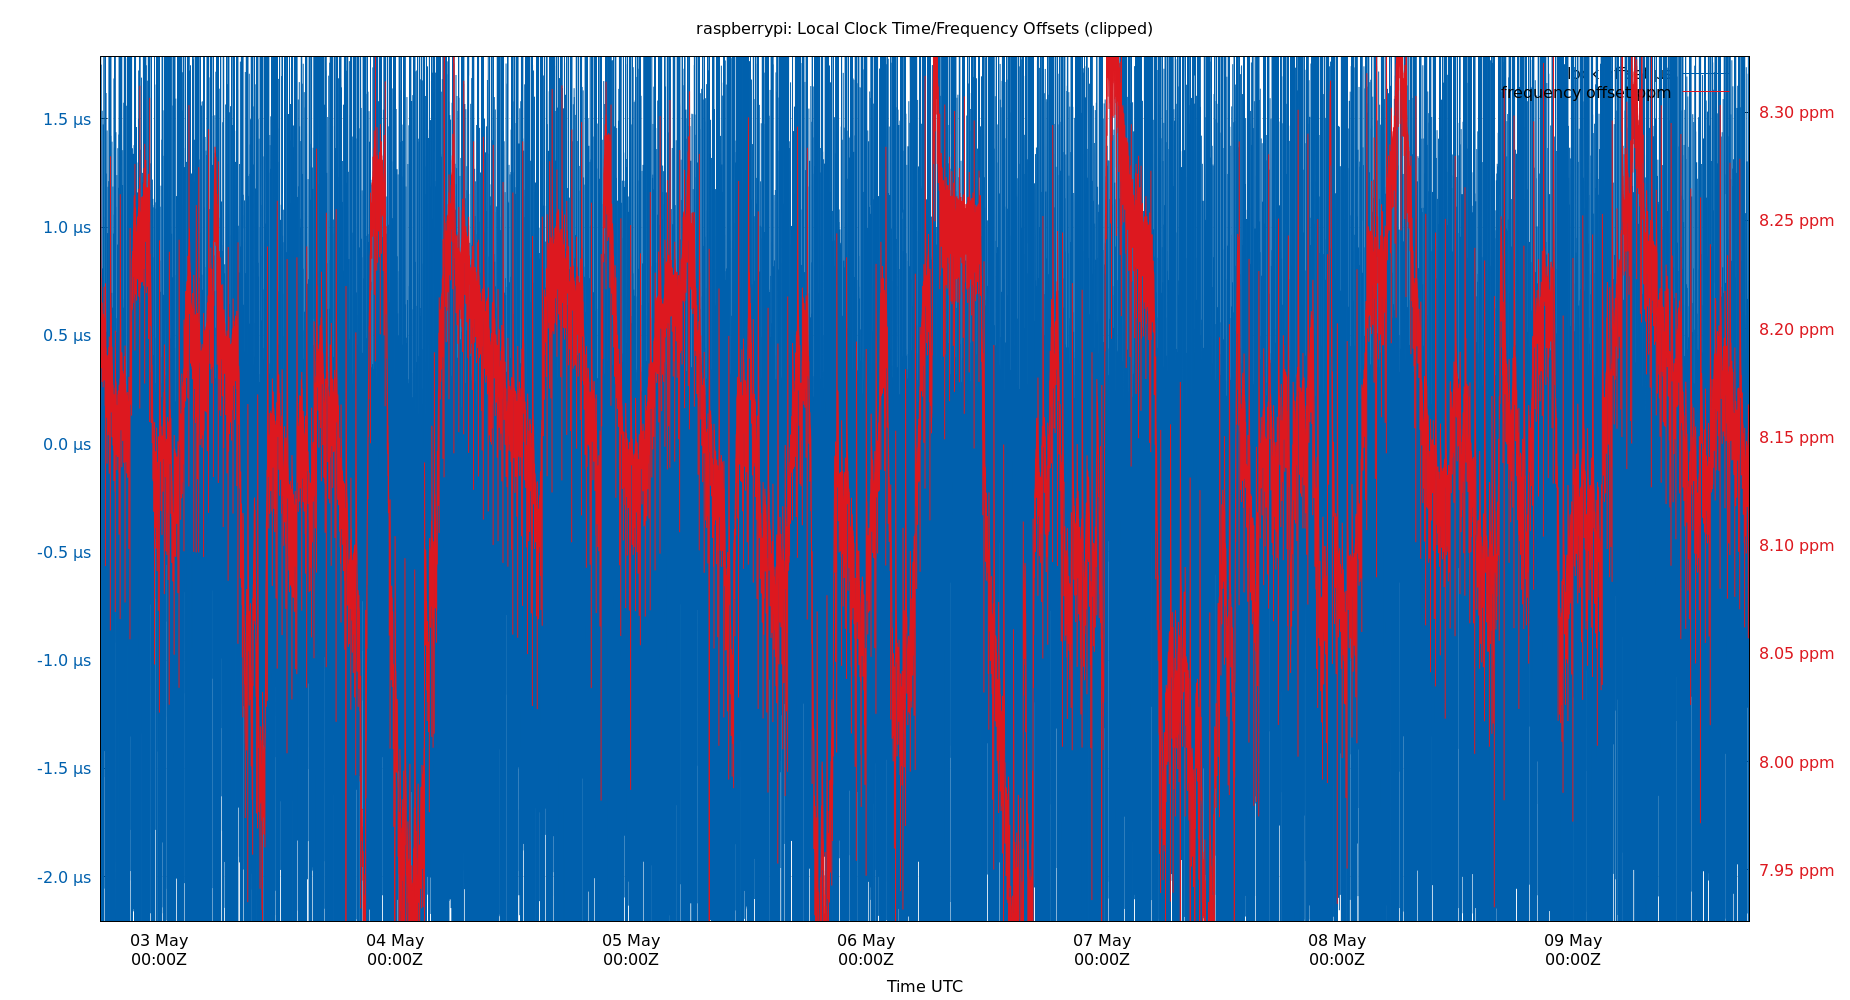 raspberrypi: Local Clock Time/Frequency Offsets (clipped)
frequency offset ppm
1.5 µs
1.0 µs
0.5 µs
0.0 µs
-0.5 µs
-1.0 µs
-1.5 µs
-2.0 µs
8.30 ppm
8.25 ppm
8.20 ppm
8.15 ppm
8.10 ppm
8.05 ppm
8.00 ppm
7.95 ppm
03 May
00:00Z
04 May
00:00Z
05 May
00:00Z
06 May
00:00Z
07 May
00:00Z
08 May
00:00Z
09 May
00:00Z
Time UTC